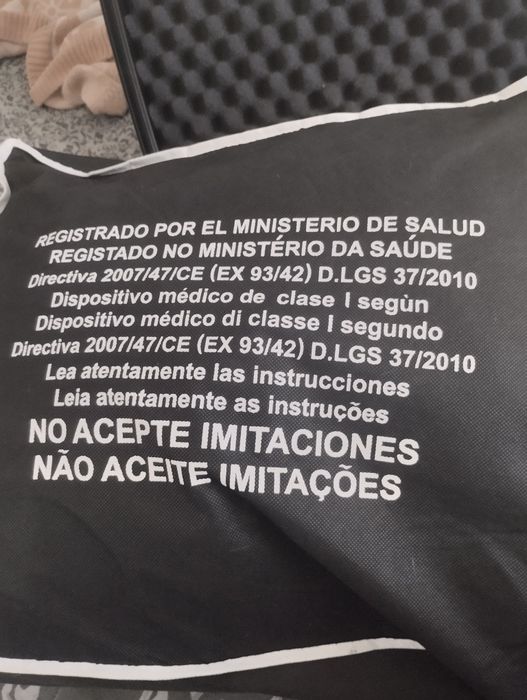 REGISTRADO POR EL MINISTERIO DE SALUD
REGISTADO NO MINISTÉRIO DA SAÚDE
Directiva 2007/47/CE (EX 93/42) D.LGS 37/2010
Dispositivo médico de clase I segùn
Dispositivo médico di classe I segundo
Directiva 2007/47/CE (EX 93/42) D.LGS 37/2010
Lea atentamente las instrucciones
Leia atentamente as instruções
NO ACEPTE IMITACIONES
NÃO ACEITE IMITAÇÕES